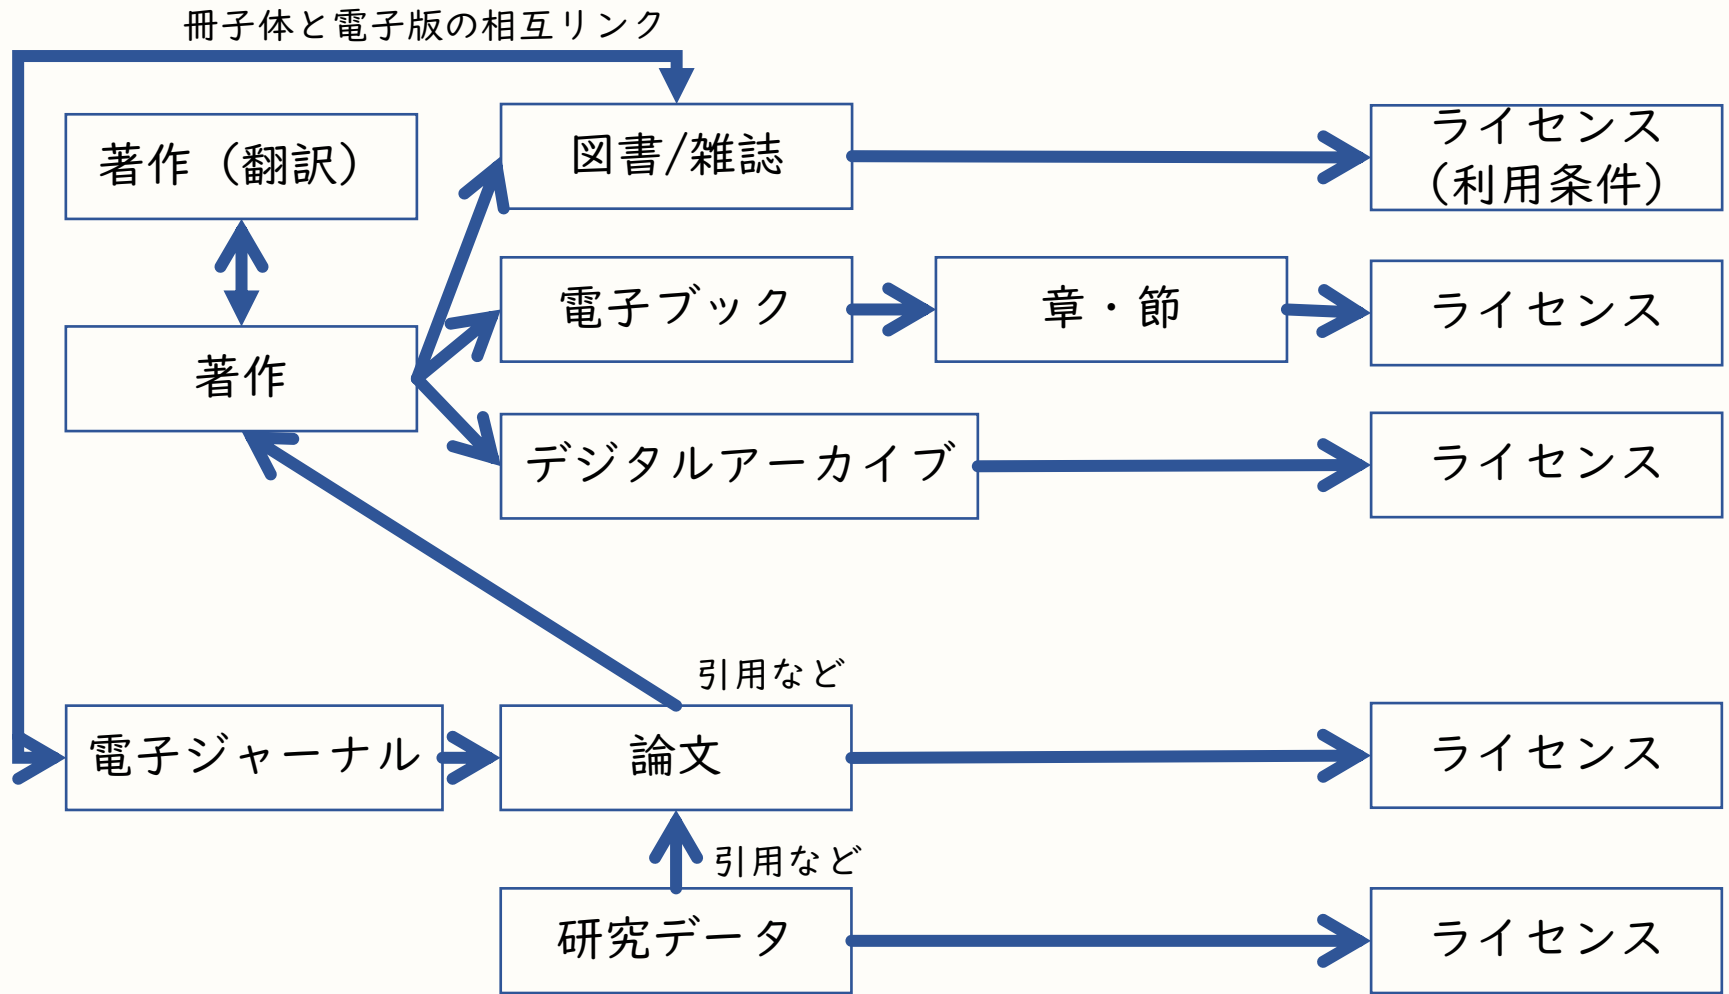 冊子体と電子版の相互リンク
著作（翻訳）
図書/雑誌
ライセンス
（利用条件）
電子ブック
章・節
ライセンス
著作
デジタルアーカイブ
ライセンス
引用など
電子ジャーナル
論文
ライセンス
引用など
研究データ
ライセンス